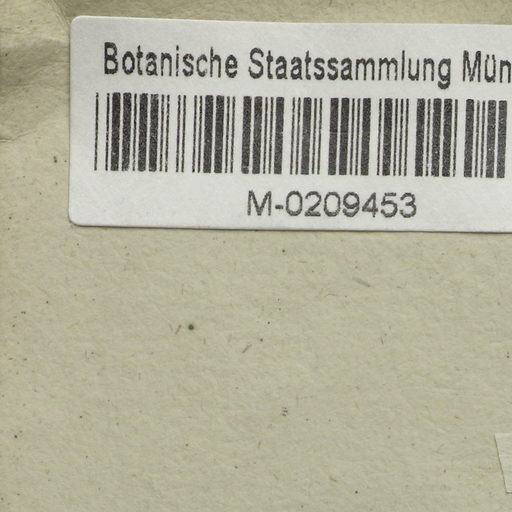 Botanische Staatssammlung Mün
M-0209453